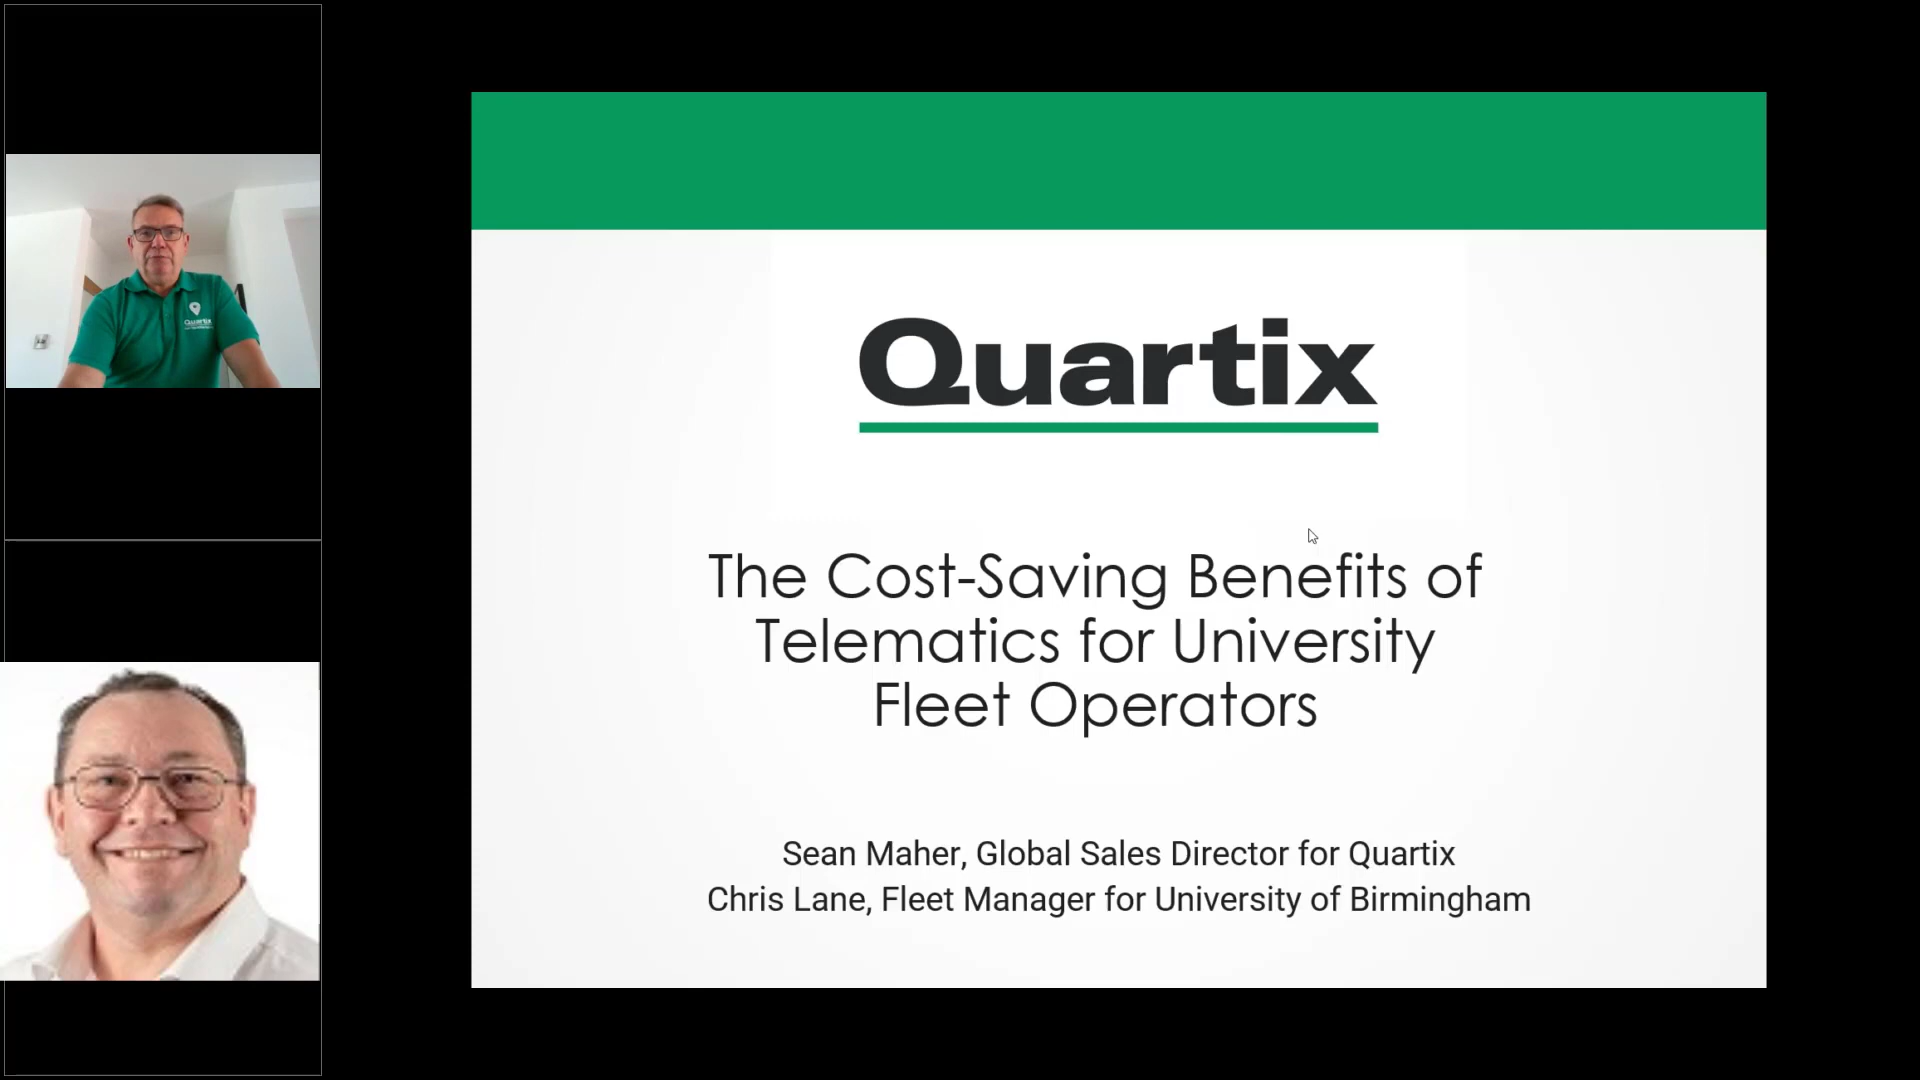 Quartix
Quartix
The Cost-Saving Benefits of
Telematics for University
Fleet Operators
Sean Maher, Global Sales Director for Quartix
Chris Lane, Fleet Manager for University of Birmingham